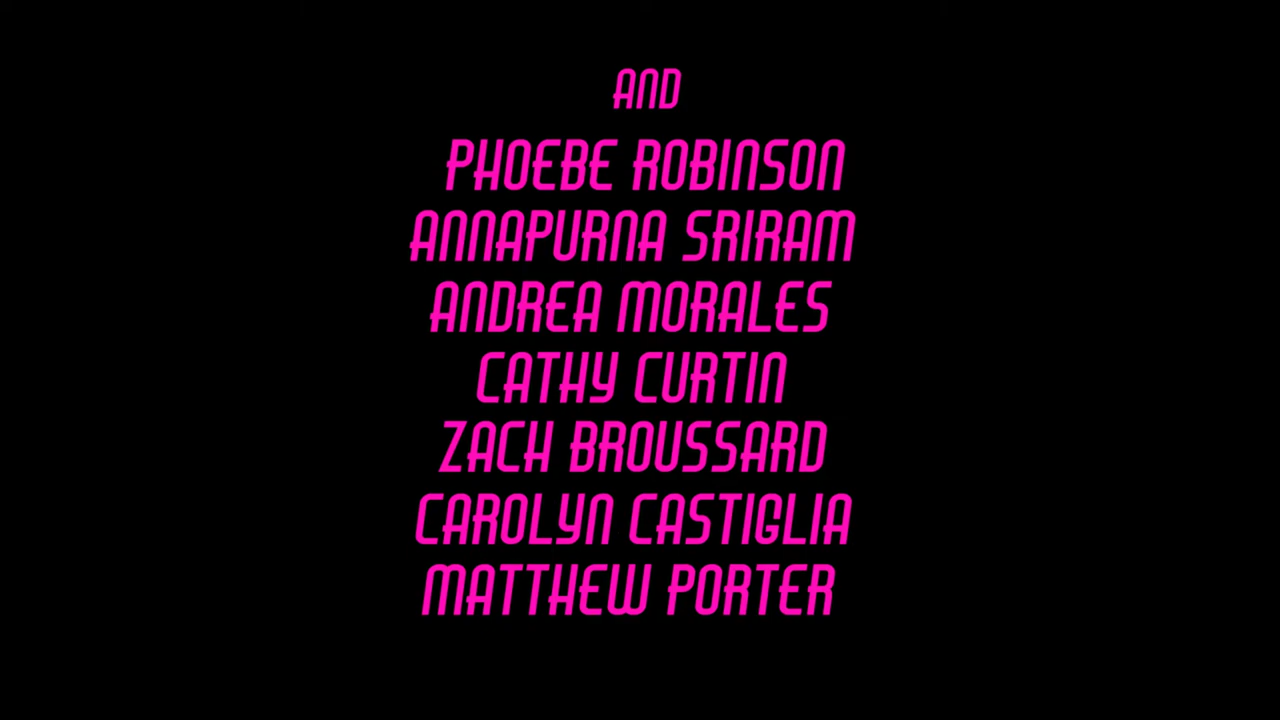 AND
PHOEBE ROBINSON
ANNAPURNA SRIRAM
ANDREA MORALES
CATHY CURTIN
ZACH BROUSSARD
CAROLYN CASTIGLIA
MATTHEW PORTER